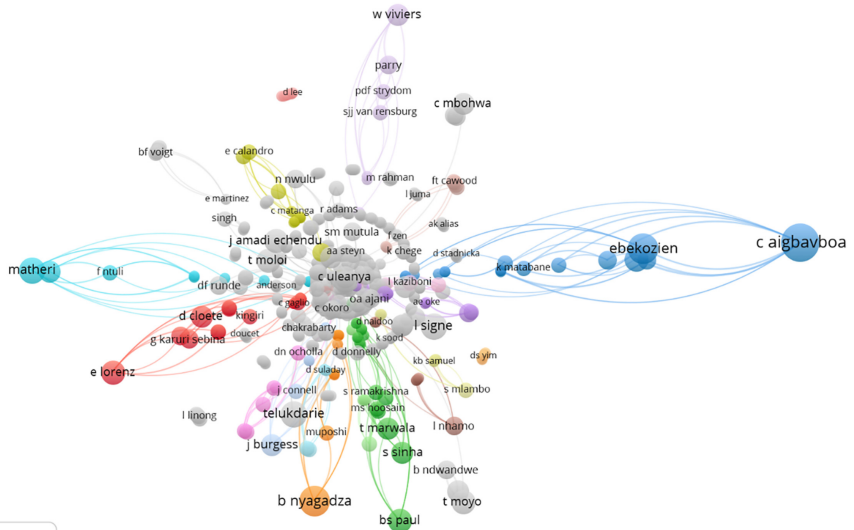 w viviers
parry
pdf strydom
sjj van rensburg
d lee
c mbohwa
bf voigt
e calandro
n nwulu
m rahman
l juma
ft cawood
e martinez
c matanga
r adams
singh
sm mutula
f zen
ak alias
j amadi echendu
aa steyn
k chege
d stadnicka
ebekozien
c aigbavboa
t moloi
k matabane
matheri
f ntuli
c uleanya
l kaziboni
df runde
anderson
oa ajani
ae oke
c gaglio
c okoro
d cloete
kingiri
d naidoo
l signe
chakrabarty
doucet
g karuri sebina
k sood
dn ocholla
d donnelly
kb samuel
ds yim
e lorenz
d suladay
j connell
s ramakrishna
s mlambo
ms hoosain
l linong
telukdarie
t marwala
l nhamo
muposhi
j burgess
s sinha
b ndwandwe
b nyagadza
t moyo
bs paul